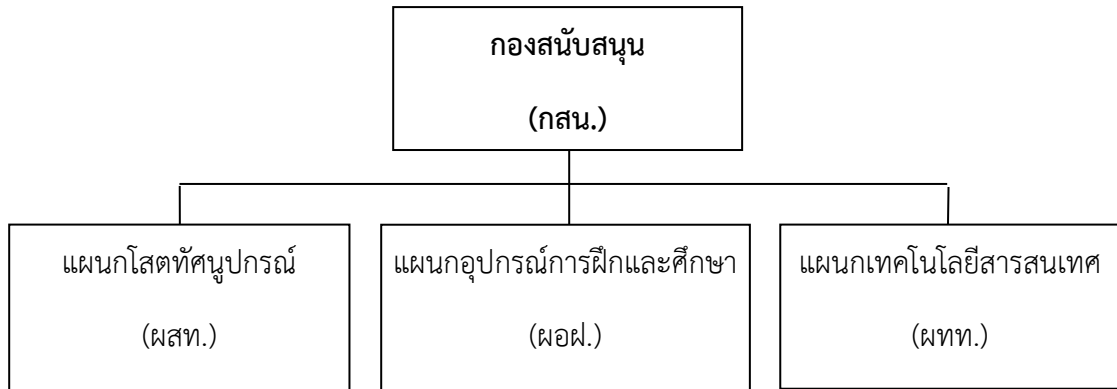 กองสนับสนุน
(กสน.)
แผนกโสตทัศนูปกรณ์
(ผสท.)
แผนกอุปกรณ์การฝึกและศึกษา
(ผอฝ.)
แผนกเทคโนโลยีสารสนเทศ
(ผทท.)